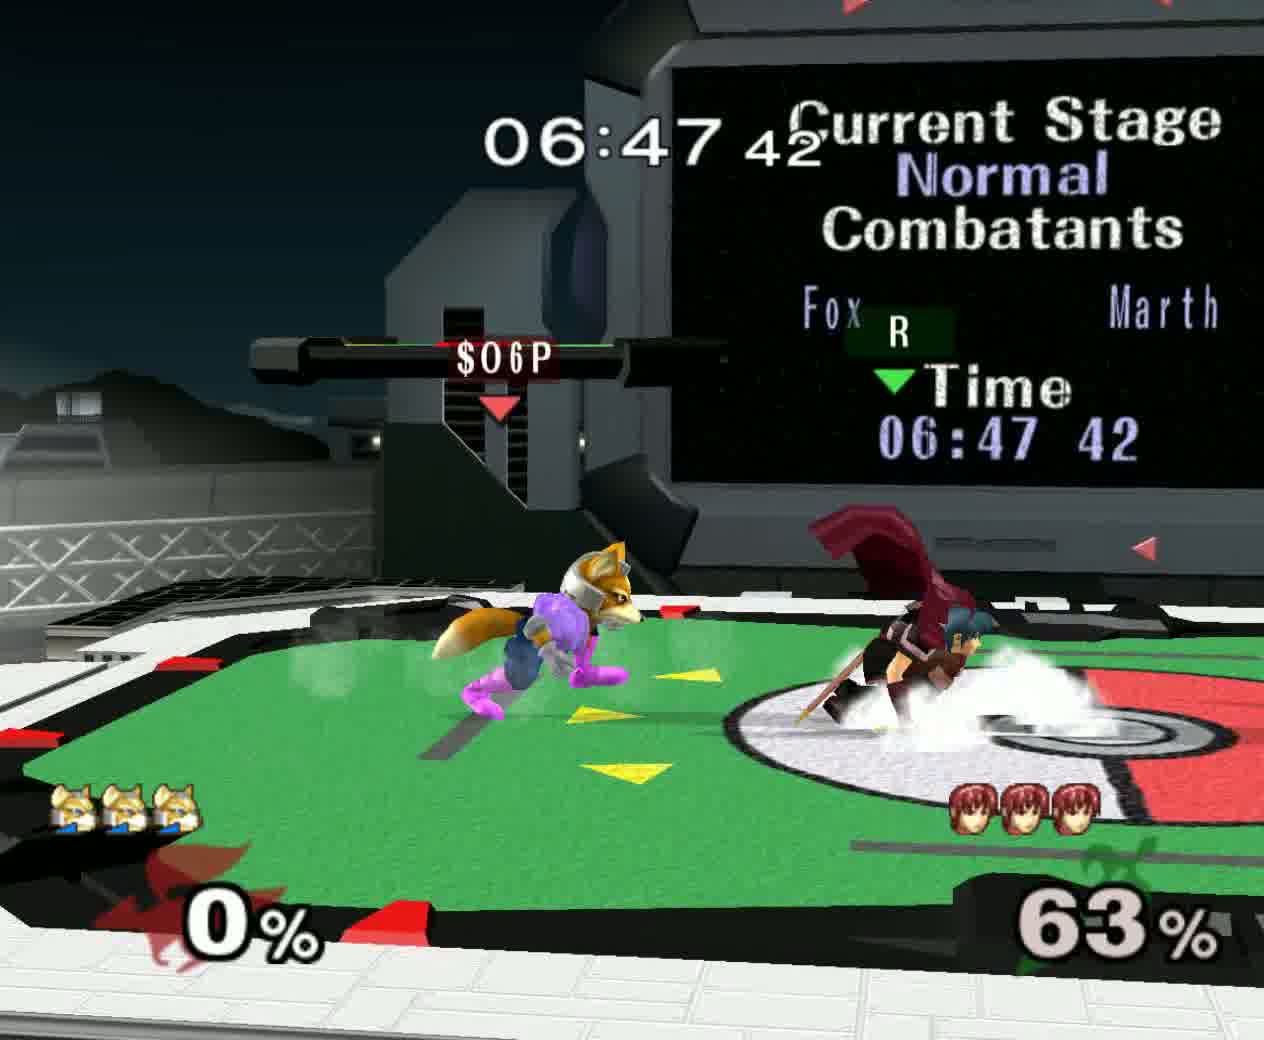 06:47 42
Current Stage
Normal
Combatants
Fox Marth
R
$06P
Time
06:47 42
0%
63%